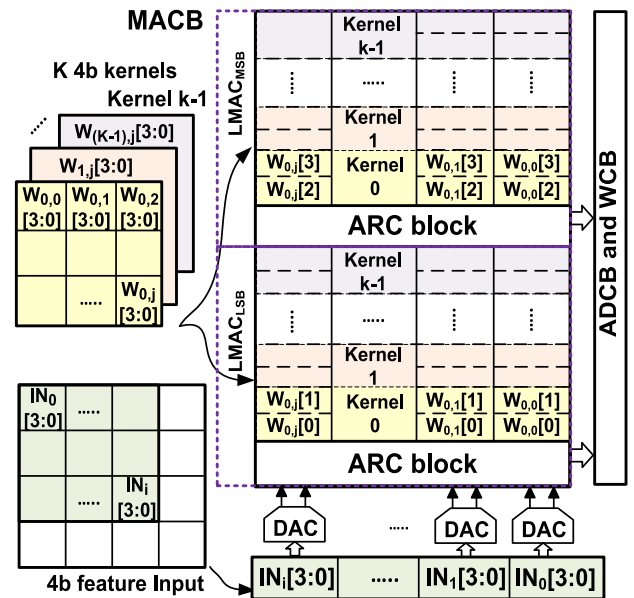 MACB
K 4b kernels
Kernel k-1
.....
W(K-1),j[3:0]
W1,j[3:0]
W0,0 W0,1 W0,2
[3:0] [3:0] [3:0]
..... W0,j
[3:0]
LMACMSB
Kernel
k-1
..... ..... ..... .....
Kernel
1
W0,j[3] Kernel W0,1[3] W0,0[3]
W0,j[2] 0 W0,1[2] W0,0[2]
ARC block
LMACLSB
Kernel
k-1
..... ..... ..... .....
Kernel
1
W0,j[1] Kernel W0,1[1] W0,0[1]
W0,j[0] 0 W0,1[0] W0,0[0]
ARC block
ADCB and WCB
IN0 .....
[3:0]
..... INi
[3:0]
4b feature Input
DAC ..... DAC DAC
INi[3:0] ..... IN1[3:0] IN0[3:0]